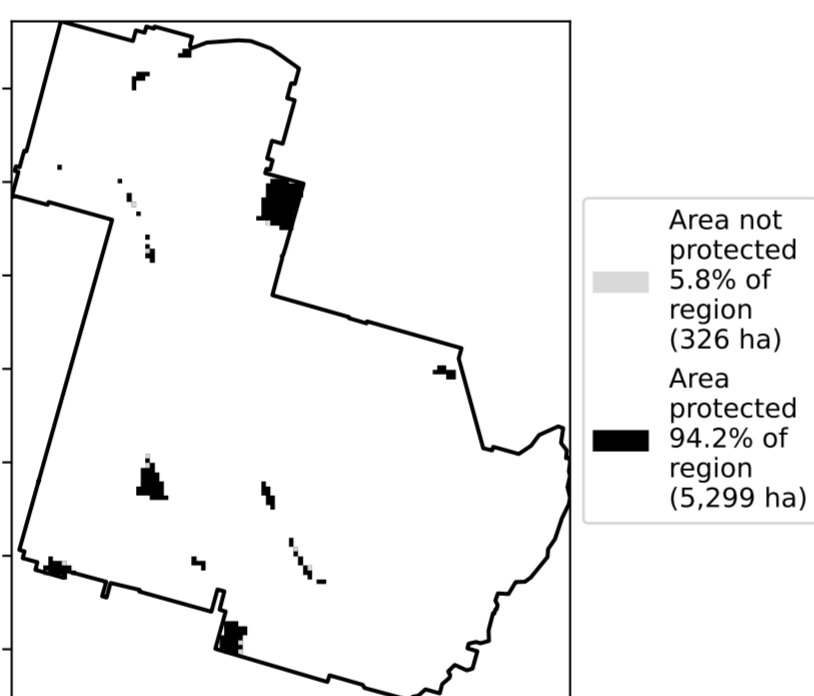 Area not
protected
5.8% of
region
(326 ha)
Area
protected
94.2% of
region
(5,299 ha)